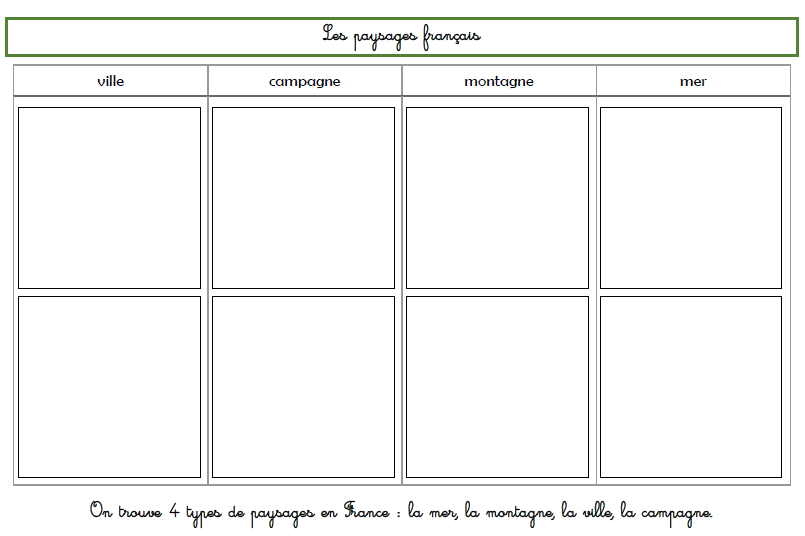 Les paysages français
ville campagne montagne mer
On trouve 4 types de paysages en France : la mer, la montagne, la ville, la campagne.